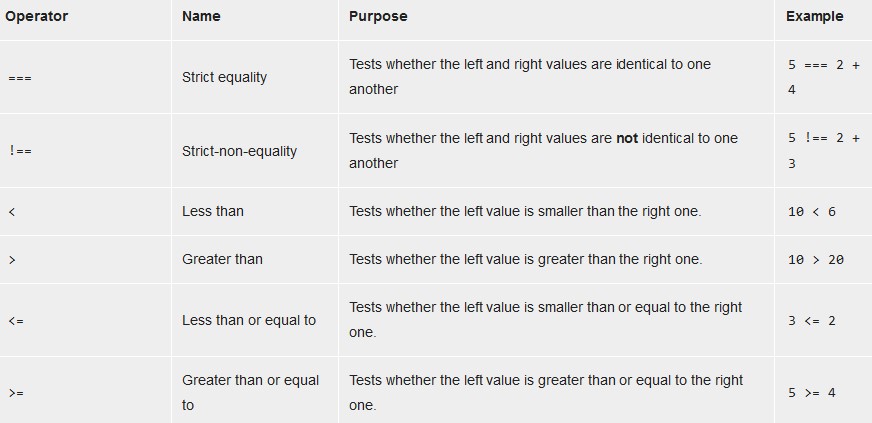 Operator Name Purpose Example
=== Strict equality Tests whether the left and right values are identical to one another 5 === 2 + 4
!== Strict-non-equality Tests whether the left and right values are not identical to one another 5 !== 2 + 3
< Less than Tests whether the left value is smaller than the right one. 10 < 6
> Greater than Tests whether the left value is greater than the right one. 10 > 20
<= Less than or equal to Tests whether the left value is smaller than or equal to the right one. 3 <= 2
>= Greater than or equal to Tests whether the left value is greater than or equal to the right one. 5 >= 4